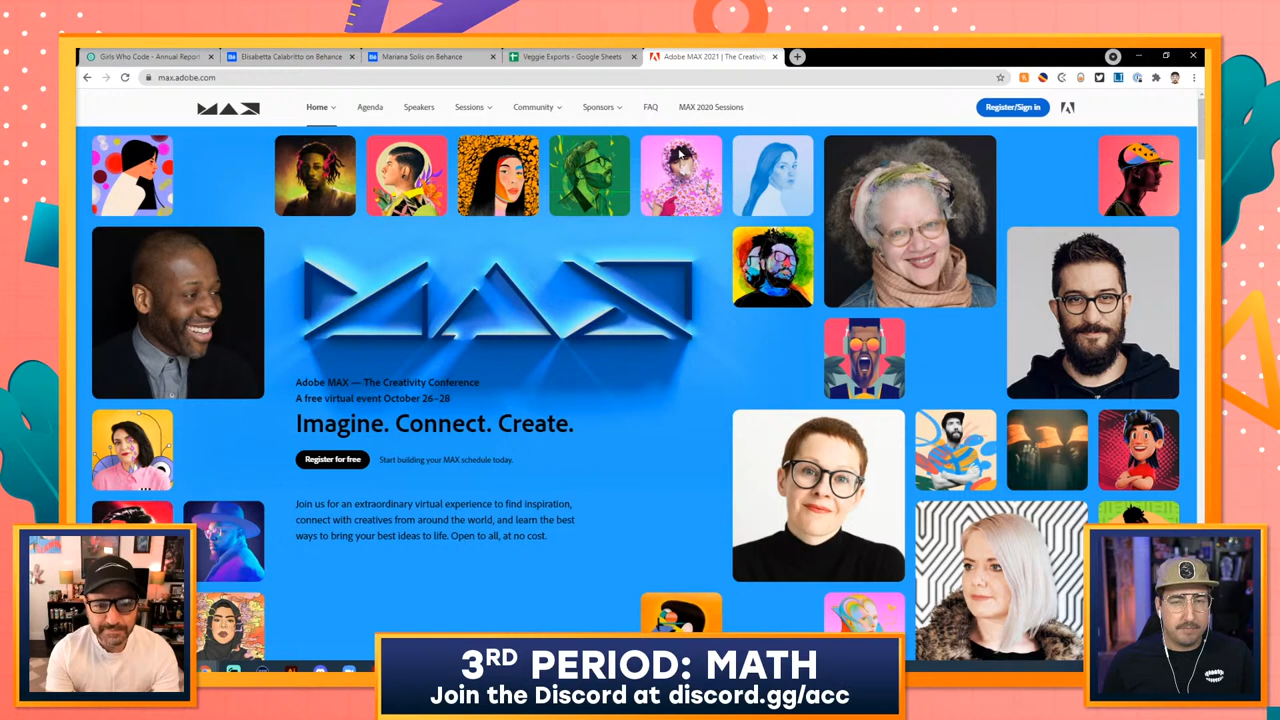 Girls Who Code - Annual Report
Elisabetta Calabritto on Behance
Mariana Solis on Behance
Veggie Exports - Google Sheets
Adobe MAX 2021 | The Creativity
max.adobe.com
MAX
Home
Agenda
Speakers
Sessions
Community
Sponsors
FAQ
MAX 2020 Sessions
Register/Sign in
MAX
Adobe MAX — The Creativity Conference
A free virtual event October 26–28
Imagine. Connect. Create.
Register for free
Start building your MAX schedule today.
Join us for an extraordinary virtual experience to find inspiration,
connect with creatives from around the world, and learn the best
ways to bring your best ideas to life. Open to all, at no cost.
3RD PERIOD: MATH
Join the Discord at discord.gg/acc